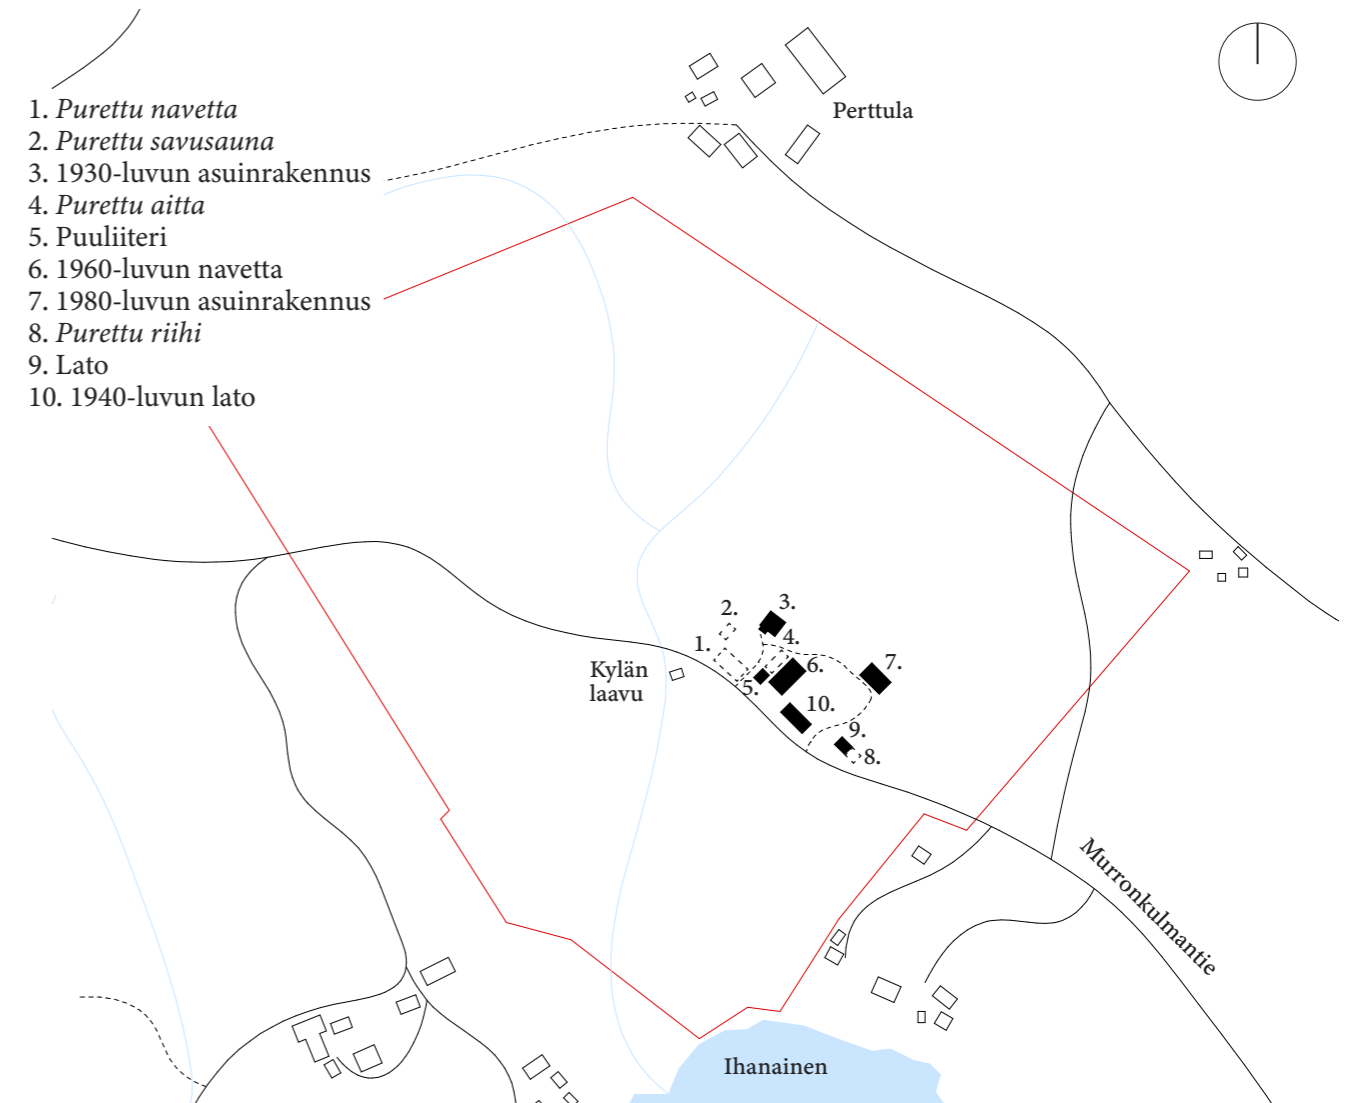 Perttula
1. Purettu navetta
2. Purettu savusauna
3. 1930-luvun asuinrakennus
4. Purettu aitta
5. Puuliiteri
6. 1960-luvun navetta
7. 1980-luvun asuinrakennus
8. Purettu riihi
9. Lato
10. 1940-luvun lato
2.
3.
1.
4.
Kylän
laavu
5.
6.
7.
10.
9.
8.
Murronkulmantie
Ihanainen